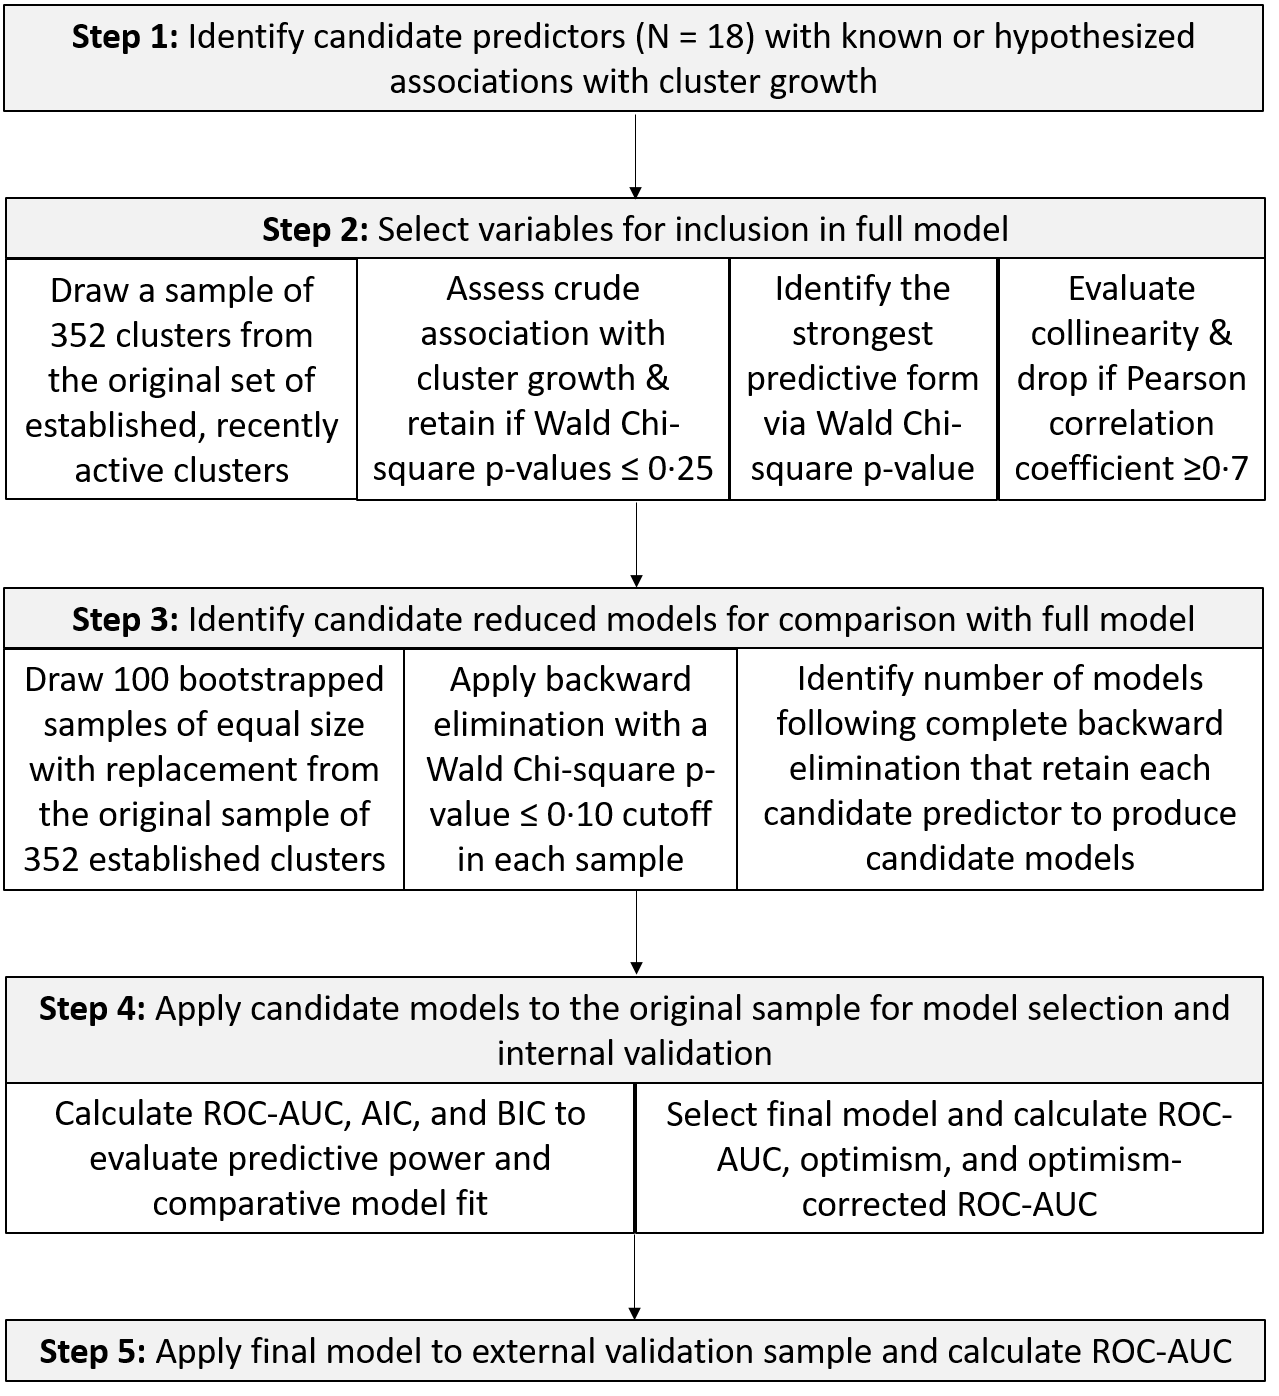 Step 1: Identify candidate predictors (N = 18) with known or hypothesized
associations with cluster growth
Step 2: Select variables for inclusion in full model
Draw a sample of
352 clusters from
the original set of
established, recently
active clusters
Assess crude
association with
cluster growth &
retain if Wald Chi-
square p-values ≤ 0·25
Identify the
strongest
predictive form
via Wald Chi-
square p-value
Evaluate
collinearity &
drop if Pearson
correlation
coefficient ≥0·7
Step 3: Identify candidate reduced models for comparison with full model
Draw 100 bootstrapped
samples of equal size
with replacement from
the original sample of
352 established clusters
Apply backward
elimination with a
Wald Chi-square p-
value ≤ 0·10 cutoff
in each sample
Identify number of models
following complete backward
elimination that retain each
candidate predictor to produce
candidate models
Step 4: Apply candidate models to the original sample for model selection and
internal validation
Calculate ROC-AUC, AIC, and BIC to
evaluate predictive power and
comparative model fit
Select final model and calculate ROC-
AUC, optimism, and optimism-
corrected ROC-AUC
Step 5: Apply final model to external validation sample and calculate ROC-AUC